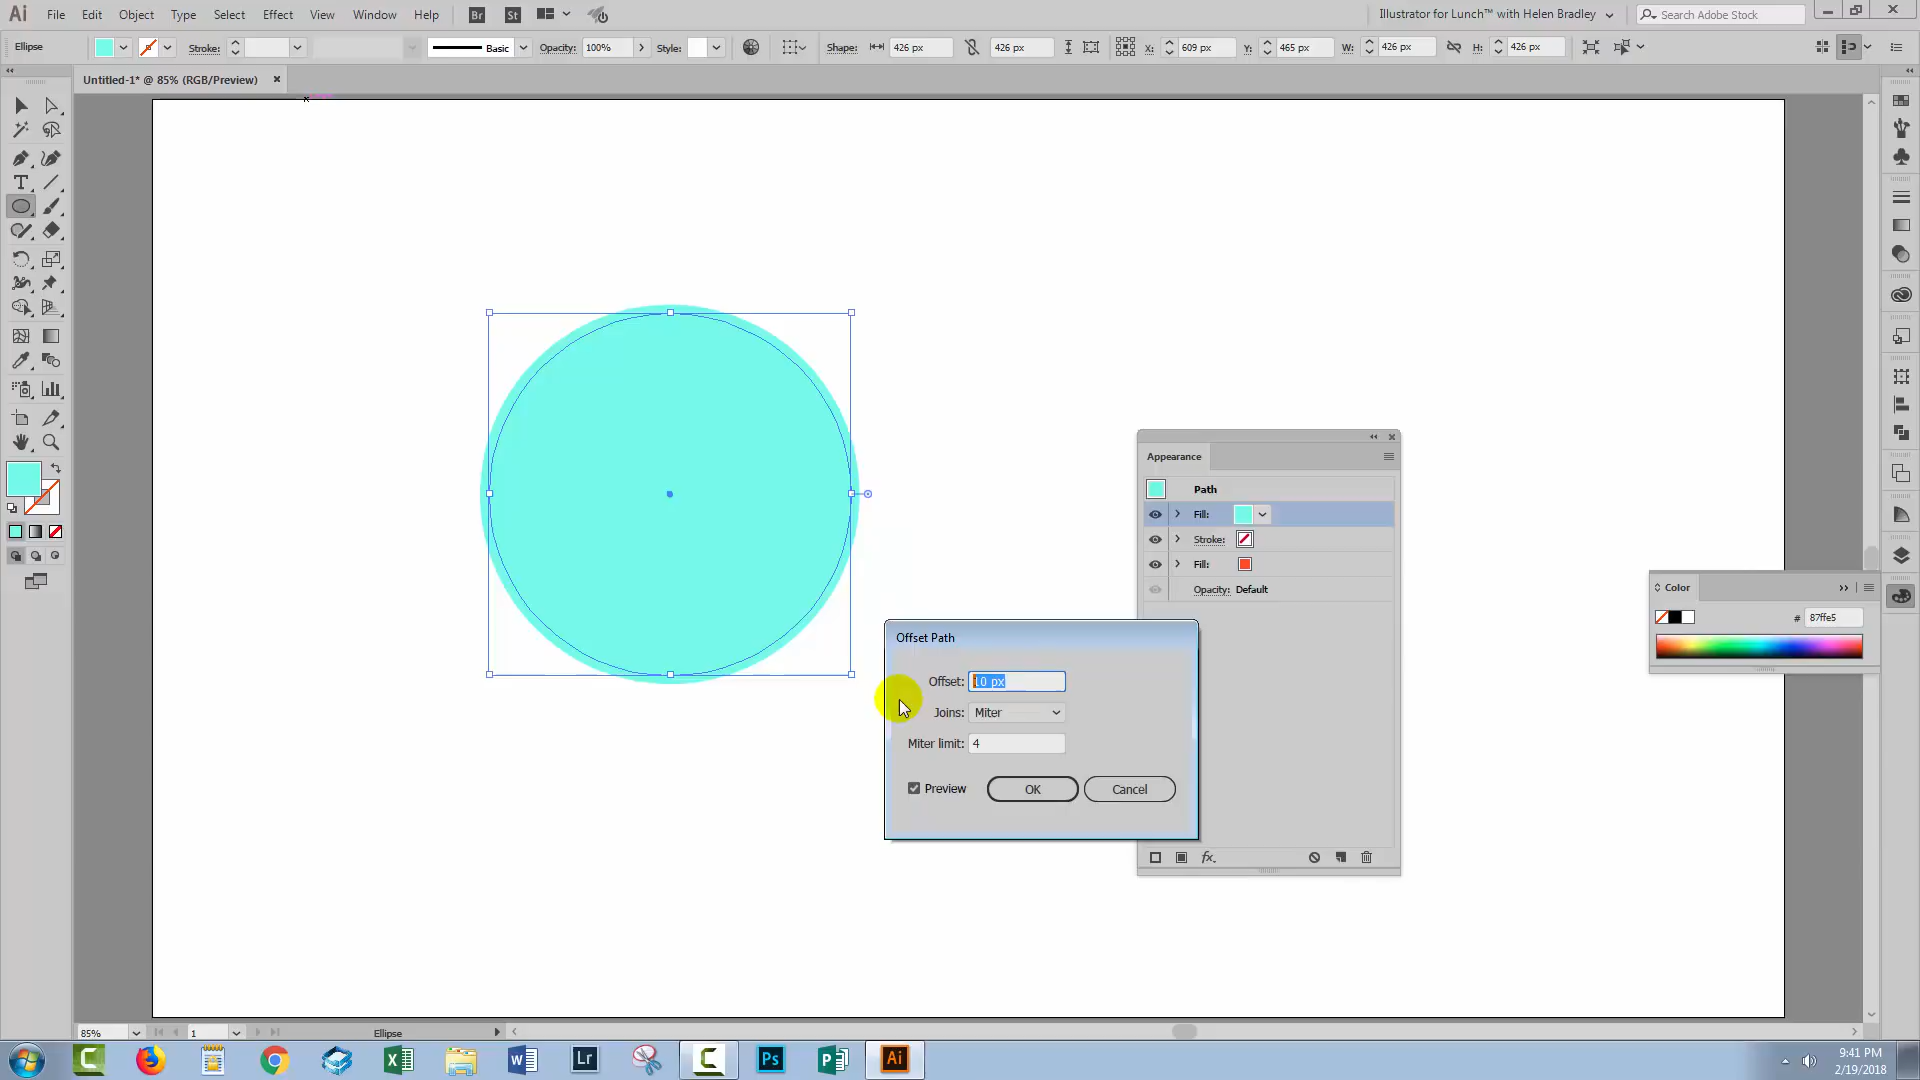 Ai File Edit Object Type Select Effect View Window Help Br St Illustrator for Lunch™ with Helen Bradley Search Adobe Stock
Ellipse Stroke: Basic Opacity: 100% Style: Shape: 426 px 426 px X: 609 px Y: 465 px W: 426 px H: 426 px
Untitled-1* @ 85% (RGB/Preview)
Appearance
Path
Fill:
Stroke:
Fill:
Opacity: Default
Color
# 87ffe5
Offset Path
Offset: 10 px
Joins: Miter
Miter limit: 4
Preview OK Cancel
fx.
85% 1 Ellipse
Lr Ps Ai
9:41 PM
2/19/2018